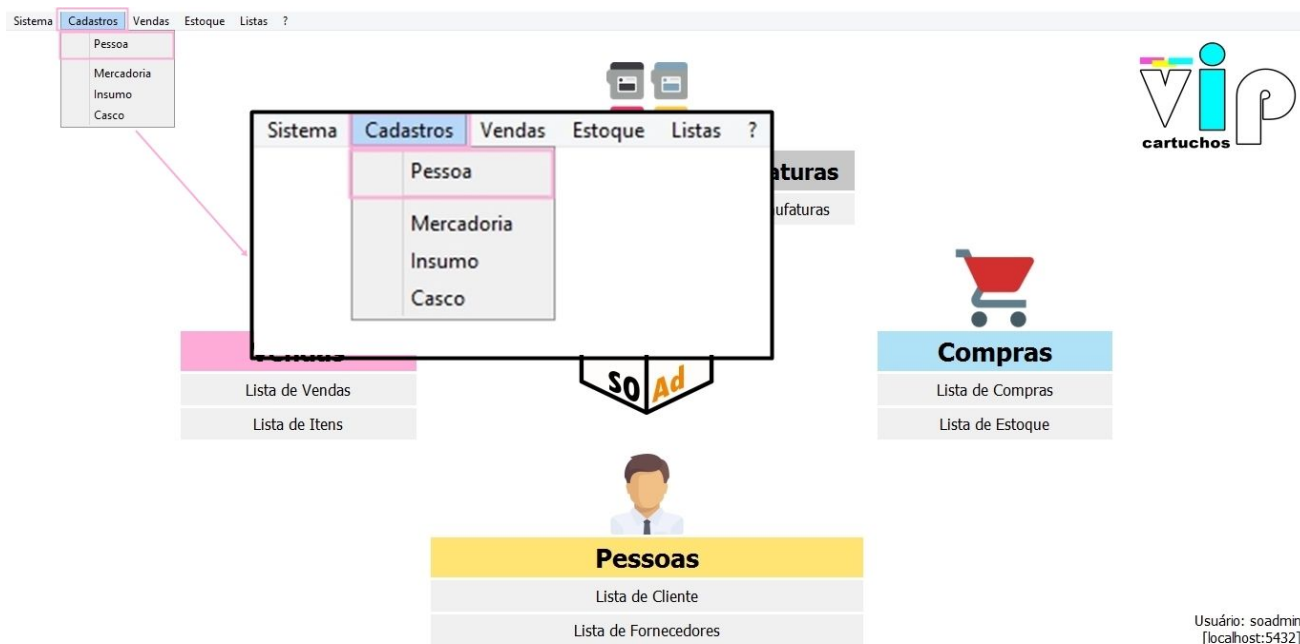 Sistema Cadastros Vendas Estoque Listas ?
Pessoa
Mercadoria
Insumo
Casco
vip
cartuchos
Sistema Cadastros Vendas Estoque Listas ?
Pessoa
Mercadoria
Insumo
Casco
aturas
ufaturas
Lista de Vendas
Lista de Itens
SO Ad
Compras
Lista de Compras
Lista de Estoque
Pessoas
Lista de Cliente
Lista de Fornecedores
Usuário: soadmin
[localhost:5432]